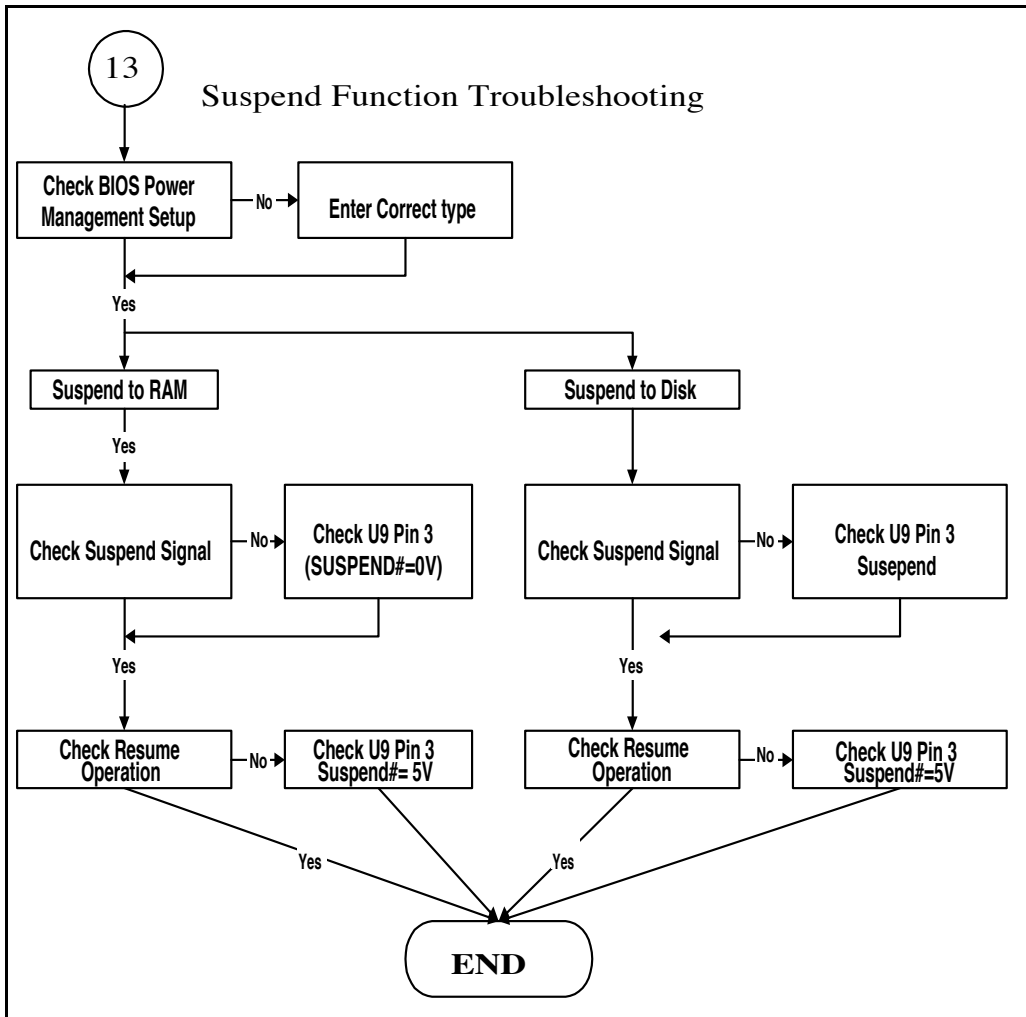 13
Suspend Function Troubleshooting
Check BIOS Power
Management Setup
No
Enter Correct type
Yes
Suspend to RAM
Suspend to Disk
Yes
Check Suspend Signal
No
Check U9 Pin 3
(SUSPEND#=0V)
Check Suspend Signal
No
Check U9 Pin 3
Susepend
Yes
Yes
Check Resume
Operation
No
Check U9 Pin 3
Suspend#= 5V
Check Resume
Operation
No
Check U9 Pin 3
Suspend#=5V
Yes
Yes
END